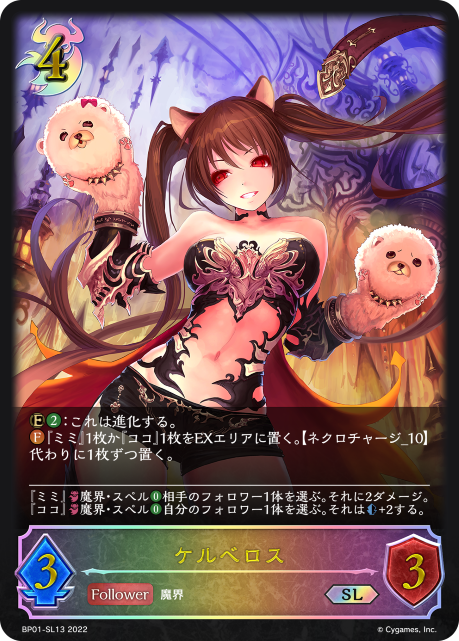 4
E 2：これは進化する。
F 『ミミ』1枚か『ココ』1枚をEXエリアに置く。【ネクロチャージ_10】
代わりに1枚ずつ置く。
『ミミ』魔界・スペル 0 相手のフォロワー1体を選ぶ。それに2ダメージ。
『ココ』魔界・スペル 0 自分のフォロワー1体を選ぶ。それは+2する。
ケルベロス
3 3
Follower 魔界 SL
BP01-SL13 2022 © Cygames, Inc.